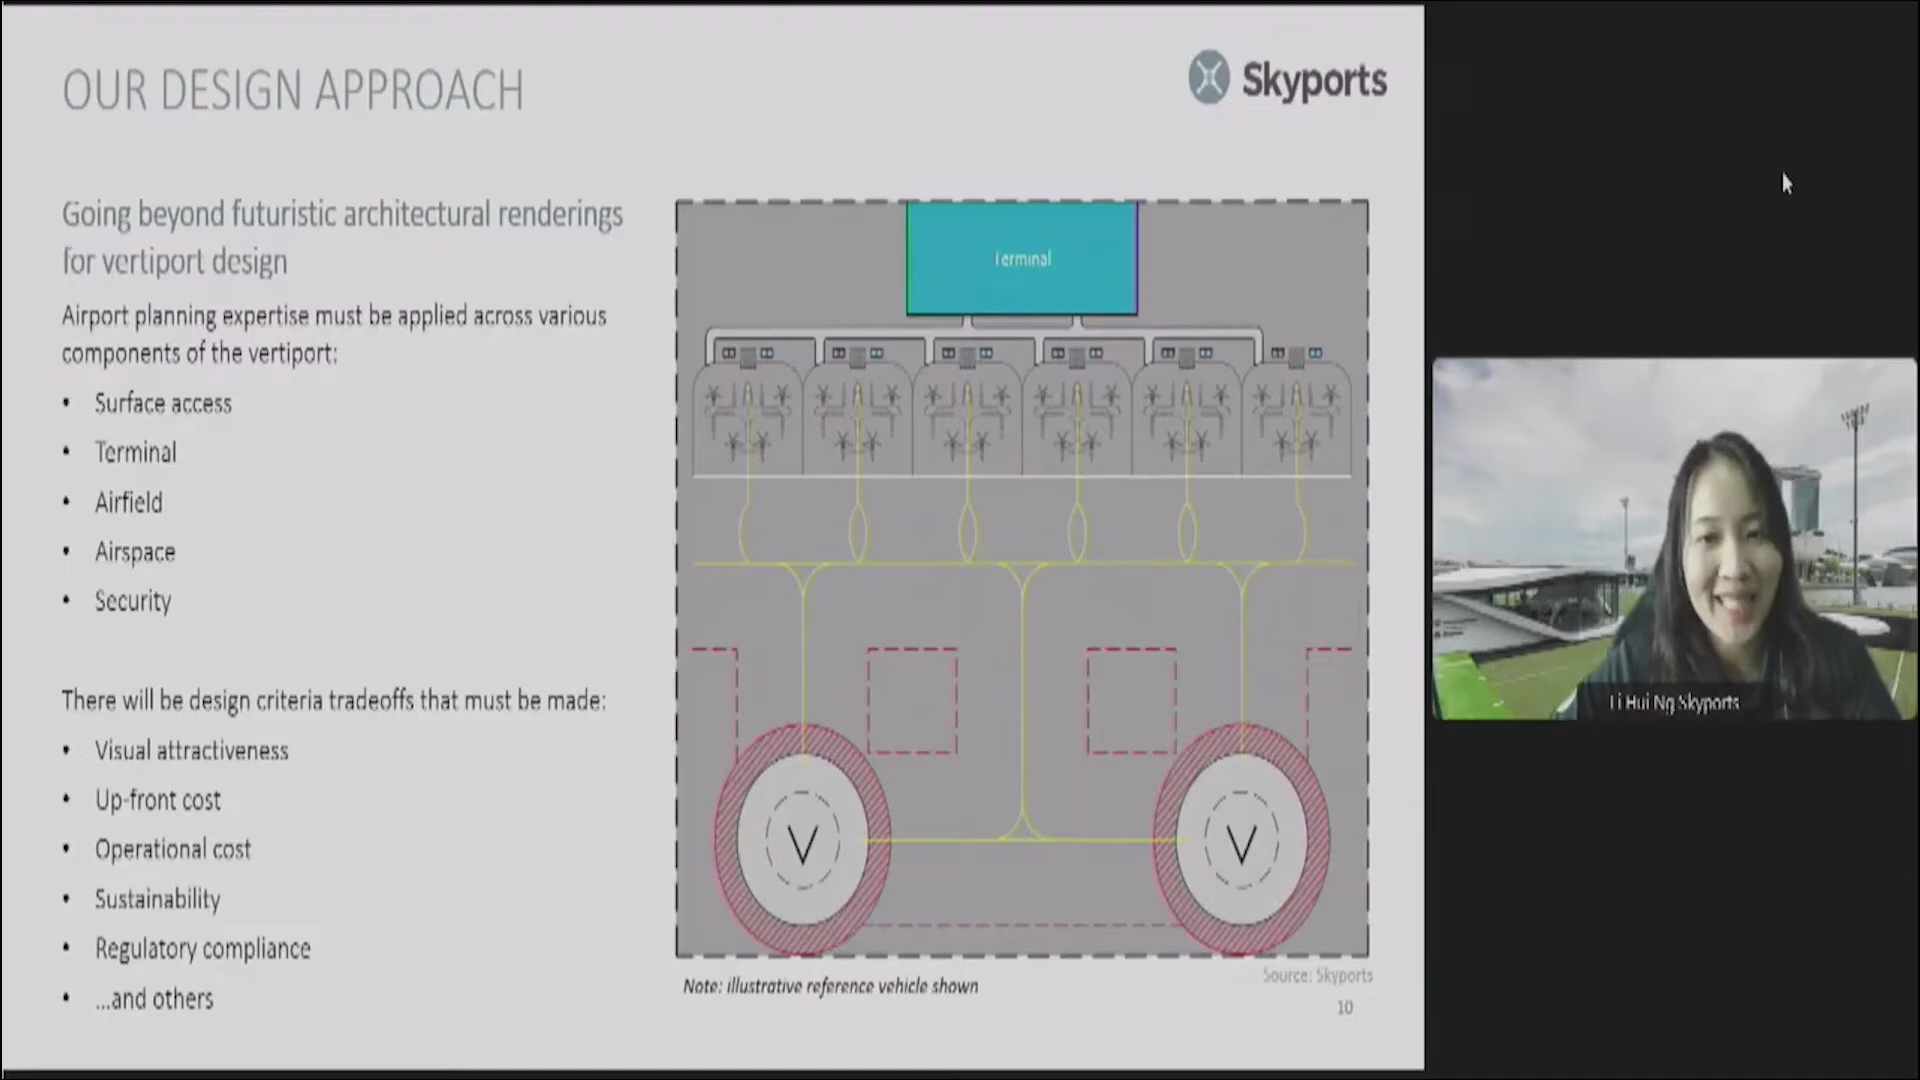 OUR DESIGN APPROACH
Skyports
Going beyond futuristic architectural renderings
for vertiport design
Airport planning expertise must be applied across various
components of the vertiport:
• Surface access
• Terminal
• Airfield
• Airspace
• Security
There will be design criteria tradeoffs that must be made:
• Visual attractiveness
• Up-front cost
• Operational cost
• Sustainability
• Regulatory compliance
• ...and others
Terminal
V
V
Note: illustrative reference vehicle shown
Source: Skyports
10
Li Hui Ng Skyports